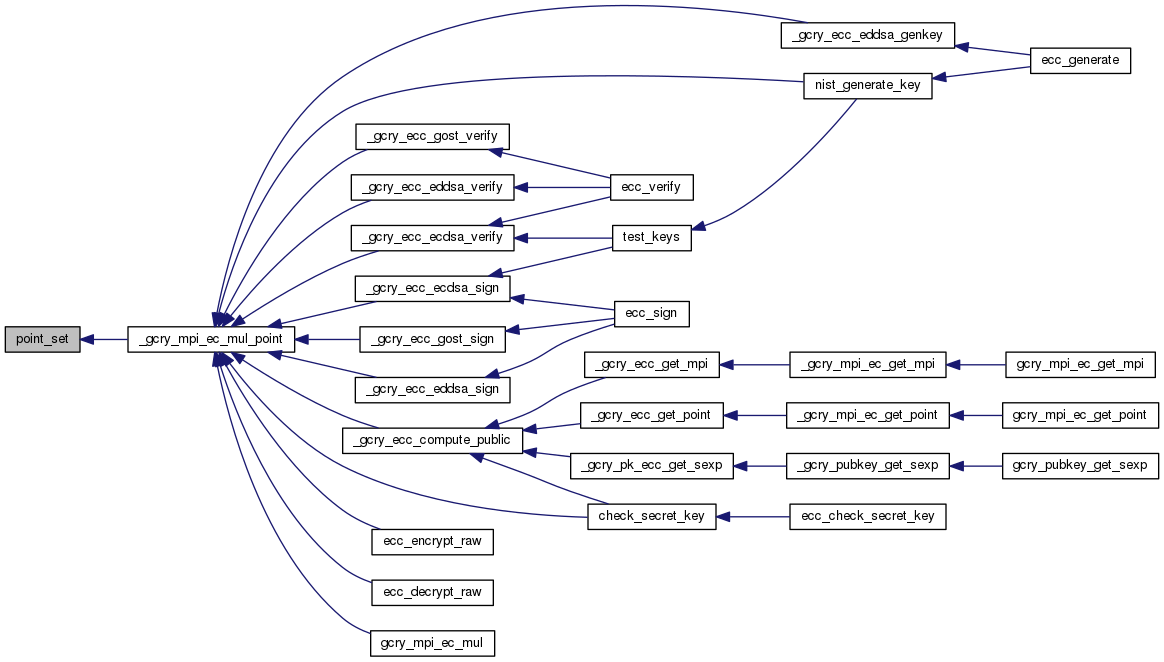 _gcry_ecc_eddsa_genkey
ecc_generate
nist_generate_key
_gcry_ecc_gost_verify
_gcry_ecc_eddsa_verify
ecc_verify
_gcry_ecc_ecdsa_verify
test_keys
_gcry_ecc_ecdsa_sign
ecc_sign
point_set
_gcry_mpi_ec_mul_point
_gcry_ecc_gost_sign
_gcry_ecc_get_mpi
_gcry_mpi_ec_get_mpi
gcry_mpi_ec_get_mpi
_gcry_ecc_eddsa_sign
_gcry_ecc_get_point
_gcry_mpi_ec_get_point
gcry_mpi_ec_get_point
_gcry_ecc_compute_public
_gcry_pk_ecc_get_sexp
_gcry_pubkey_get_sexp
gcry_pubkey_get_sexp
check_secret_key
ecc_check_secret_key
ecc_encrypt_raw
ecc_decrypt_raw
gcry_mpi_ec_mul